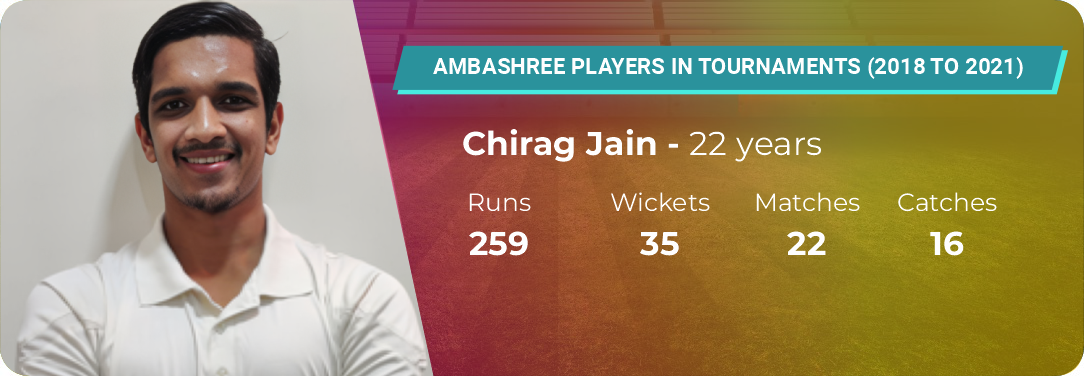 AMBASHREE PLAYERS IN TOURNAMENTS (2018 TO 2021)
Chirag Jain - 22 years
Runs Wickets Matches Catches
259 35 22 16